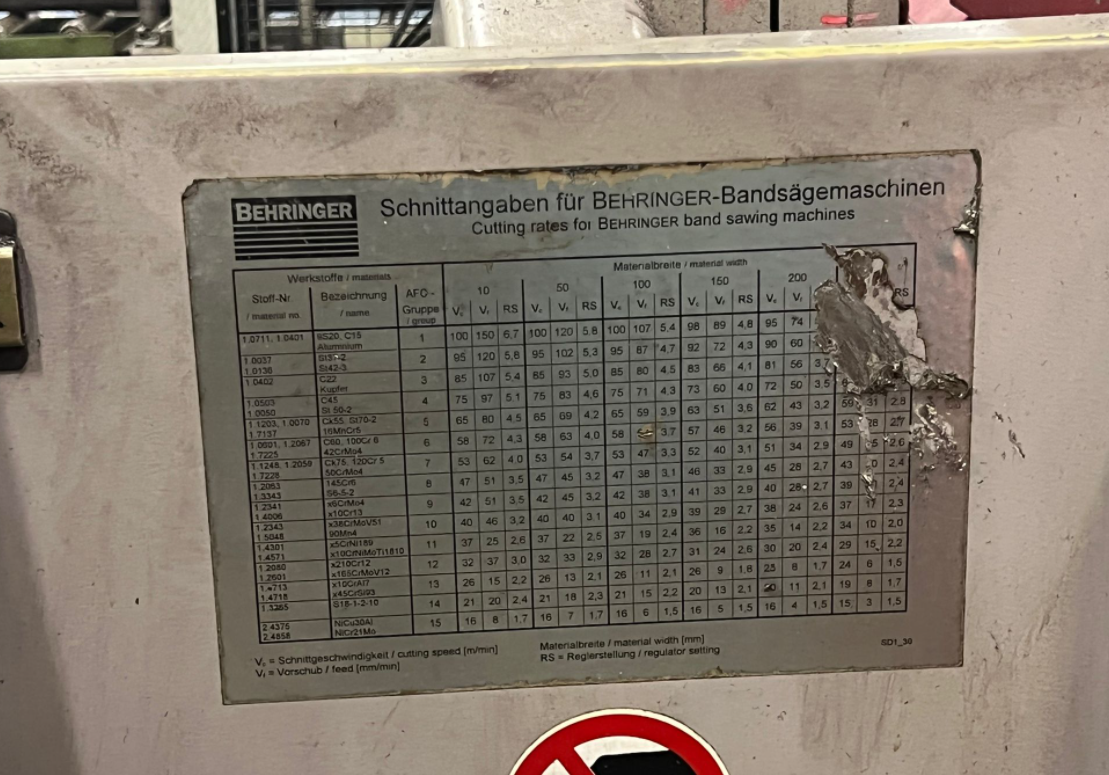 BEHRINGER
Schnittangaben für BEHRINGER-Bandsägemaschinen
Cutting rates for BEHRINGER band sawing machines
Werkstoffe / materials
Materialbreite / material width
Stoff-Nr. / material no.
Bezeichnung / name
AFC-Gruppe / group
10 50 100 150 200
Vc Vf RS Vc Vf RS Vc Vf RS Vc Vf RS Vc Vf RS
1.0711, 1.0401 9S20, C15 Aluminium 1 100 150 6,7 100 120 5,8 100 107 5,4 98 89 4,8 95 74
1.0037 St42-3 2 95 120 5,8 95 102 5,3 95 87 4,7 92 72 4,3 90 60
1.0402 C22 Kupfer 3 85 107 5,4 85 93 5,0 85 80 4,5 83 66 4,1 81 56 3,7
1.0503 C45 1.0050 St 50-2 4 75 97 5,1 75 83 4,6 75 71 4,3 73 60 4,0 72 50 3,5 31 2,8
1.1203, 1.0070 Ck55, St70-2 1.7137 16MnCr5 5 65 80 4,5 65 69 4,2 65 59 3,9 63 51 3,6 62 43 3,2 59 31 2,8
1.0601, 1.2067 C60, 100Cr 6 1.7225 42CrMo4 6 58 72 4,3 58 63 4,0 58 3,7 57 46 3,2 56 39 3,1 53 28 2,7
1.1248, 1.2059 Ck75, 120Cr 5 1.7228 50CrMo4 7 53 62 4,0 53 54 3,7 53 47 3,3 52 40 3,1 51 34 2,9 49 2,6
1.2063 145Cr6 1.3343 S6-5-2 8 47 51 3,5 47 45 3,2 47 38 3,1 46 33 2,9 45 28 2,7 43 2,4
1.2341 x6CrMo4 1.4006 x10Cr13 9 42 51 3,5 42 45 3,2 42 38 3,1 41 33 2,9 40 28 2,7 39 2,4
1.2343 x38CrMoV51 1.5048 90Mn4 10 40 46 3,2 40 40 3,1 40 34 2,9 39 29 2,7 38 24 2,6 37 17 2,3
1.4301 x5CrNi189 1.4571 x10CrNiMoTi1810 11 37 25 2,6 37 22 2,5 37 19 2,4 36 16 2,2 35 14 2,2 34 10 2,0
1.2080 x210Cr12 1.2601 x165CrMoV12 12 32 37 3,0 32 33 2,9 32 28 2,7 31 24 2,6 30 20 2,4 29 15 2,2
1.4713 x10CrAl7 1.4718 x45CrSi93 13 26 15 2,2 26 13 2,1 26 11 2,1 26 9 1,8 25 8 1,7 24 6 1,5
1.3265 S18-1-2-10 14 21 20 2,4 21 18 2,3 21 15 2,2 20 13 2,1 20 11 2,1 19 8 1,7
2.4376 NiCu30Al 2.4858 NiCr21Mo 15 16 8 1,7 16 7 1,7 16 6 1,5 16 5 1,5 16 4 1,5 15 3 1,5
Vc = Schnittgeschwindigkeit / cutting speed [m/min]
Vf = Vorschub / feed [mm/min]
Materialbreite / material width [mm]
RS = Reglerstellung / regulator setting
SD1_30